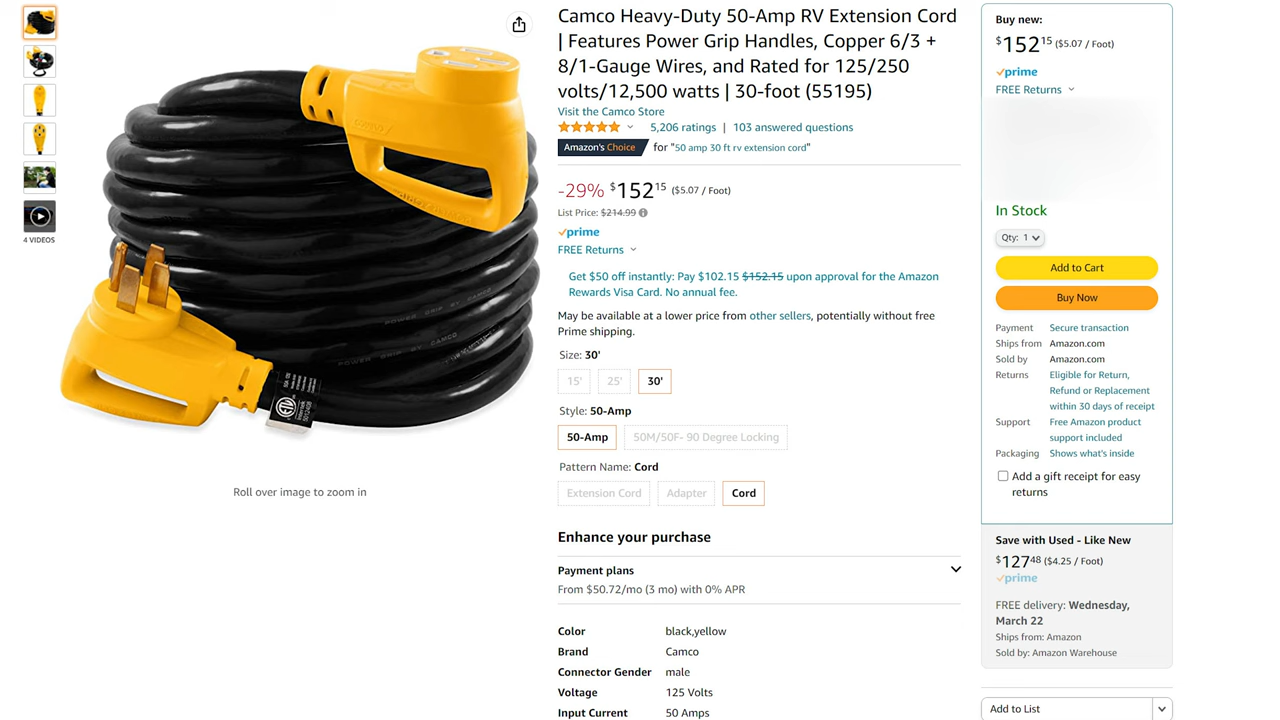 4 VIDEOS
Roll over image to zoom in
Camco Heavy-Duty 50-Amp RV Extension Cord
| Features Power Grip Handles, Copper 6/3 +
8/1-Gauge Wires, and Rated for 125/250
volts/12,500 watts | 30-foot (55195)
Visit the Camco Store
5,206 ratings | 103 answered questions
Amazon's Choice for "50 amp 30 ft rv extension cord"
-29% $15215 ($5.07 / Foot)
List Price: $214.99
prime
FREE Returns
Get $50 off instantly: Pay $102.15 $152.15 upon approval for the Amazon
Rewards Visa Card. No annual fee.
May be available at a lower price from other sellers, potentially without free
Prime shipping.
Size: 30'
15' 25' 30'
Style: 50-Amp
50-Amp 50M/50F- 90 Degree Locking
Pattern Name: Cord
Extension Cord Adapter Cord
Enhance your purchase
Payment plans
From $50.72/mo (3 mo) with 0% APR
Color black,yellow
Brand Camco
Connector Gender male
Voltage 125 Volts
Input Current 50 Amps
Buy new:
$15215 ($5.07 / Foot)
prime
FREE Returns
In Stock
Qty: 1
Add to Cart
Buy Now
Payment Secure transaction
Ships from Amazon.com
Sold by Amazon.com
Returns Eligible for Return,
Refund or Replacement
within 30 days of receipt
Support Free Amazon product
support included
Packaging Shows what's inside
Add a gift receipt for easy
returns
Save with Used - Like New
$12748 ($4.25 / Foot)
prime
FREE delivery: Wednesday,
March 22
Ships from: Amazon
Sold by: Amazon Warehouse
Add to List
POWER GRIP BY CAMCO
POWER GRIP BY CAMCO